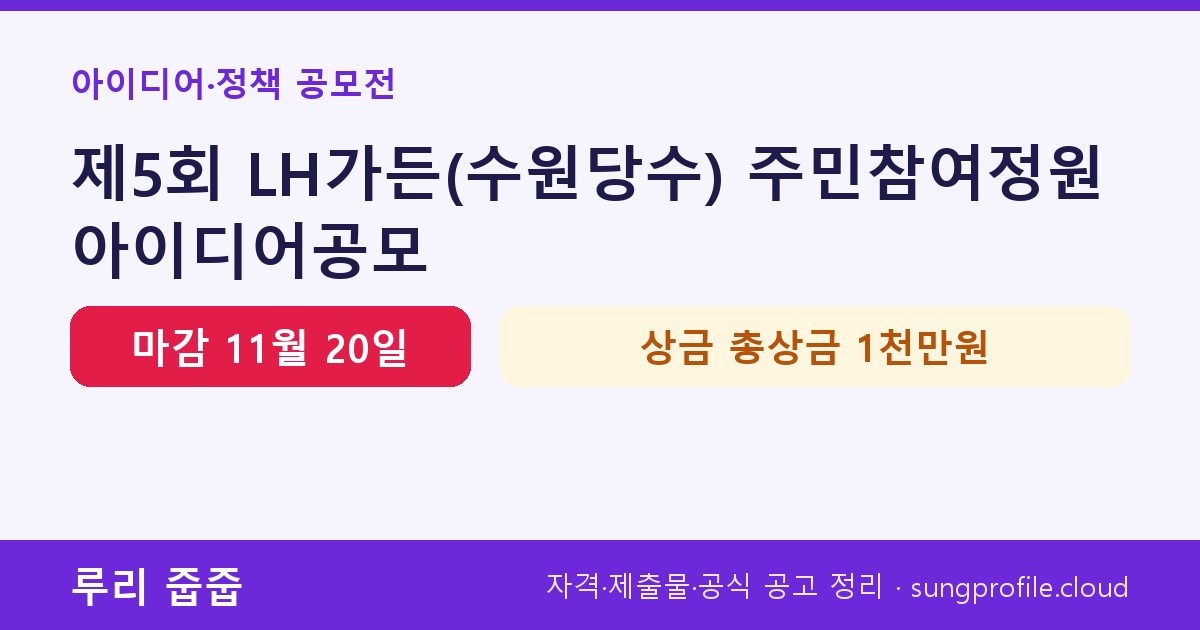 아이디어·정책 공모전
제5회 LH가든(수원당수) 주민참여정원
아이디어공모
마감 11월 20일
상금 총상금 1천만원
루리 줍줍
자격·제출물·공식 공고 정리 · sungprofile.cloud